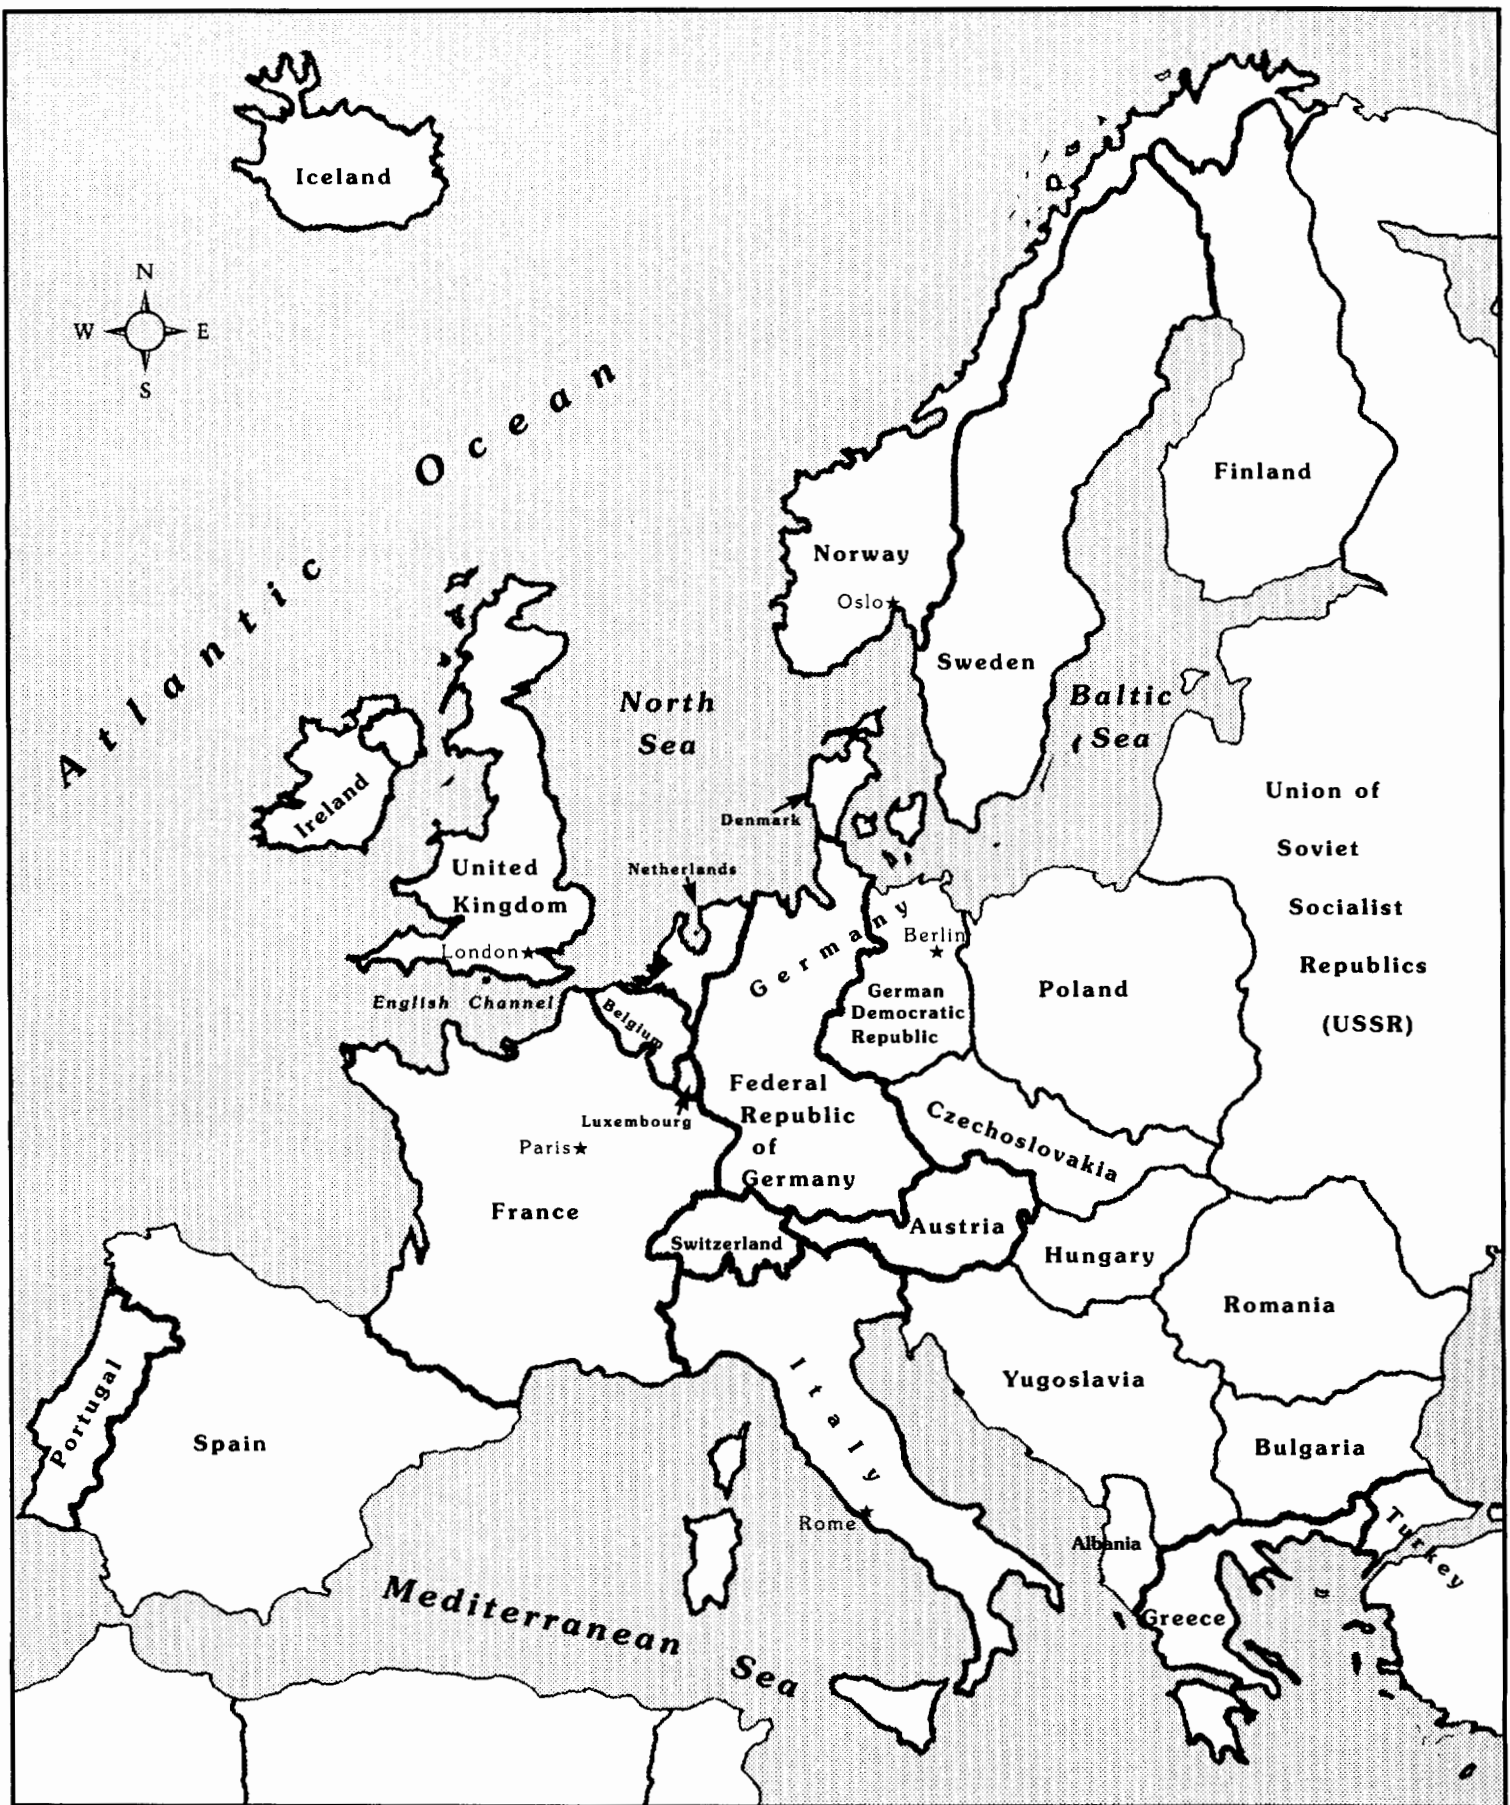 Iceland
N
W E
S
Atlantic Ocean
Finland
Norway
Oslo
Sweden
North
Sea
Baltic
Sea
Ireland
Denmark
Union of
Soviet
Socialist
Republics
(USSR)
United
Kingdom
London
Netherlands
English Channel
Belgium
Germany
Berlin
German
Democratic
Republic
Poland
Federal
Republic
of
Germany
Luxembourg
Paris
France
Czechoslovakia
Switzerland
Austria
Hungary
Romania
Portugal
Spain
Italy
Yugoslavia
Bulgaria
Rome
Albania
Turkey
Greece
Mediterranean Sea